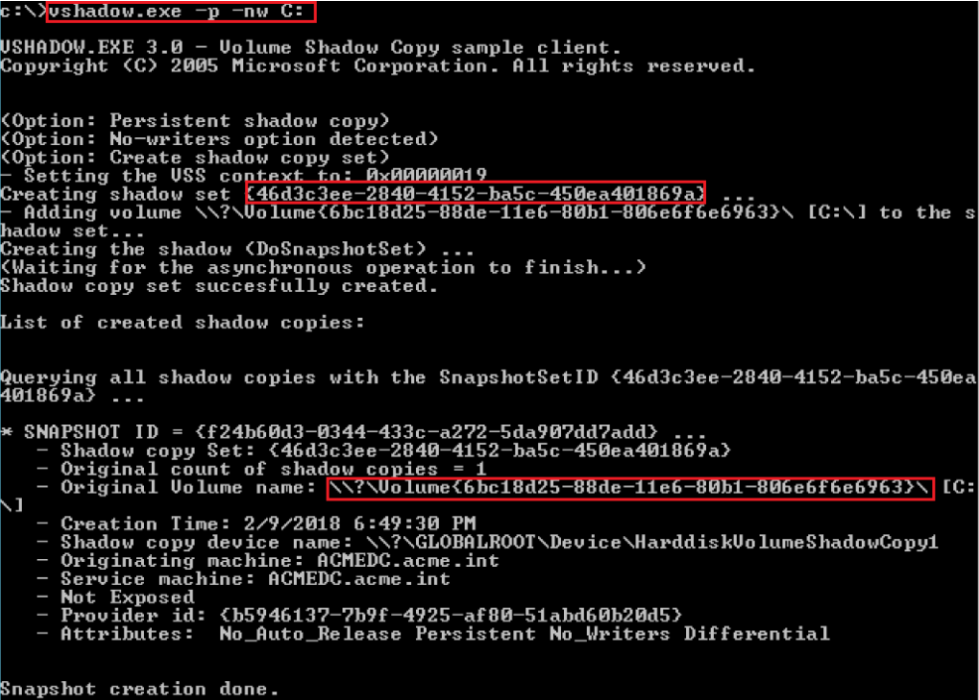 c:\>vshadow.exe -p -nw C:
VSHADOW.EXE 3.0 - Volume Shadow Copy sample client.
Copyright (C) 2005 Microsoft Corporation. All rights reserved.
(Option: Persistent shadow copy)
(Option: No-writers option detected)
(Option: Create shadow copy set)
- Setting the VSS context to: 0x00000019
Creating shadow set {46d3c3ee-2840-4152-ba5c-450ea401869a} ...
- Adding volume \\?\Volume{6bc18d25-88de-11e6-80b1-806e6f6e6963}\ [C:\] to the s
hadow set...
Creating the shadow (DoSnapshotSet) ...
(Waiting for the asynchronous operation to finish...)
Shadow copy set succesfully created.
List of created shadow copies:
Querying all shadow copies with the SnapshotSetID {46d3c3ee-2840-4152-ba5c-450ea
401869a} ...
* SNAPSHOT ID = {f24b60d3-0344-433c-a272-5da907dd7add} ...
- Shadow copy Set: {46d3c3ee-2840-4152-ba5c-450ea401869a}
- Original count of shadow copies = 1
- Original Volume name: \\?\Volume{6bc18d25-88de-11e6-80b1-806e6f6e6963}\ [C:
\]
- Creation Time: 2/9/2018 6:49:30 PM
- Shadow copy device name: \\?\GLOBALROOT\Device\HarddiskVolumeShadowCopy1
- Originating machine: ACMEDC.acme.int
- Service machine: ACMEDC.acme.int
- Not Exposed
- Provider id: {b5946137-7b9f-4925-af80-51abd60b20d5}
- Attributes:  No_Auto_Release Persistent No_Writers Differential
Snapshot creation done.